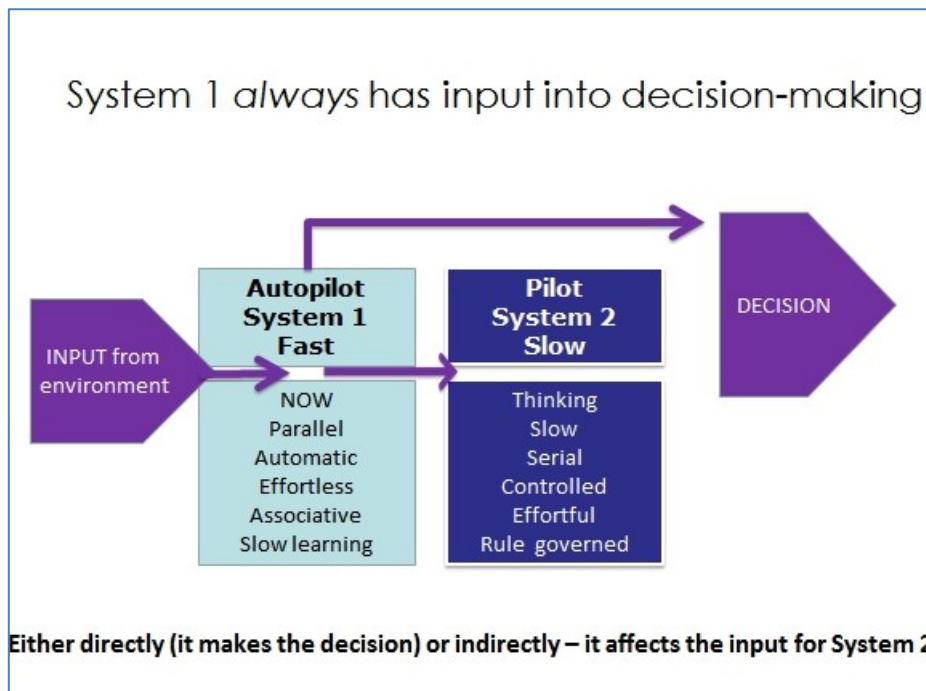 System 1 always has input into decision-making
Autopilot
System 1
Fast
Pilot
System 2
Slow
DECISION
INPUT from
environment
NOW
Parallel
Automatic
Effortless
Associative
Slow learning
Thinking
Slow
Serial
Controlled
Effortful
Rule governed
Either directly (it makes the decision) or indirectly – it affects the input for System 2